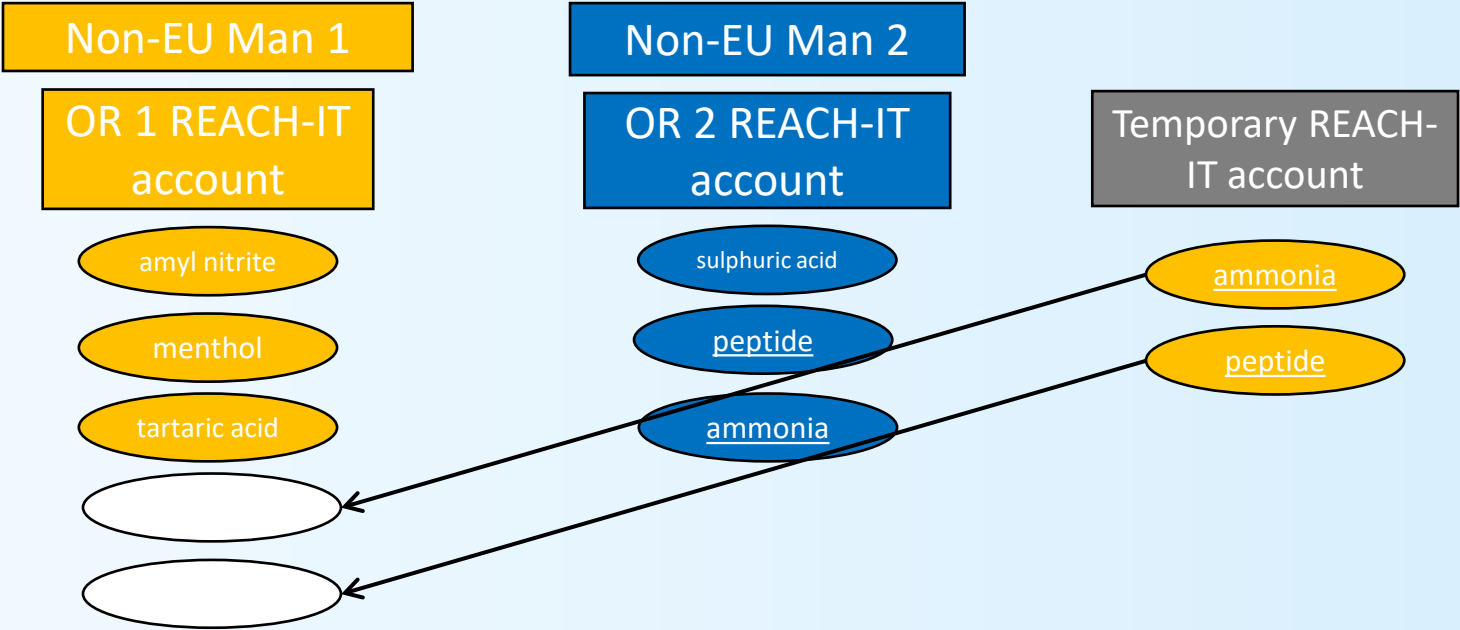 Non-EU Man 1
OR 1 REACH-IT
account
amyl nitrite
menthol
tartaric acid
Non-EU Man 2
OR 2 REACH-IT
account
sulphuric acid
peptide
ammonia
Temporary REACH-
IT account
ammonia
peptide